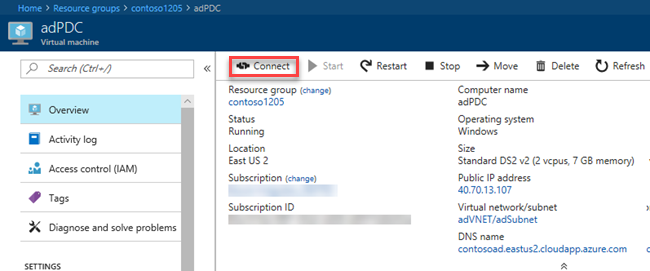 Home > Resource groups > contoso1205 > adPDC
adPDC
Virtual machine
Search (Ctrl+/)
Overview
Activity log
Access control (IAM)
Tags
Diagnose and solve problems
SETTINGS
Connect Start Restart Stop Move Delete Refresh
Resource group (change)
contoso1205
Status
Running
Location
East US 2
Subscription (change)
Subscription ID
Computer name
adPDC
Operating system
Windows
Size
Standard DS2 v2 (2 vcpus, 7 GB memory)
Public IP address
40.70.13.107
Virtual network/subnet
adVNET/adSubnet
DNS name
contosoad.eastus2.cloudapp.azure.com